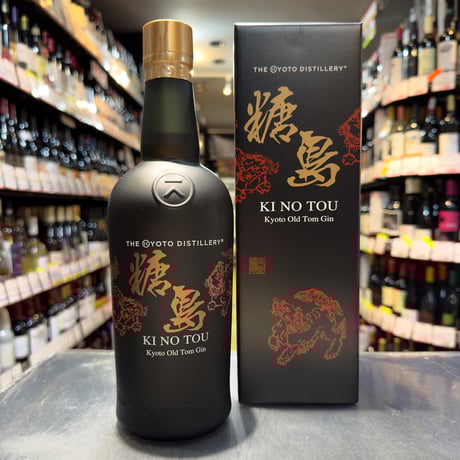 THE KYOTO DISTILLERY®
糖島
KI NO TOU
Kyoto Old Tom Gin
THE KYOTO DISTILLERY®
糖島
KI NO TOU
Kyoto Old Tom Gin